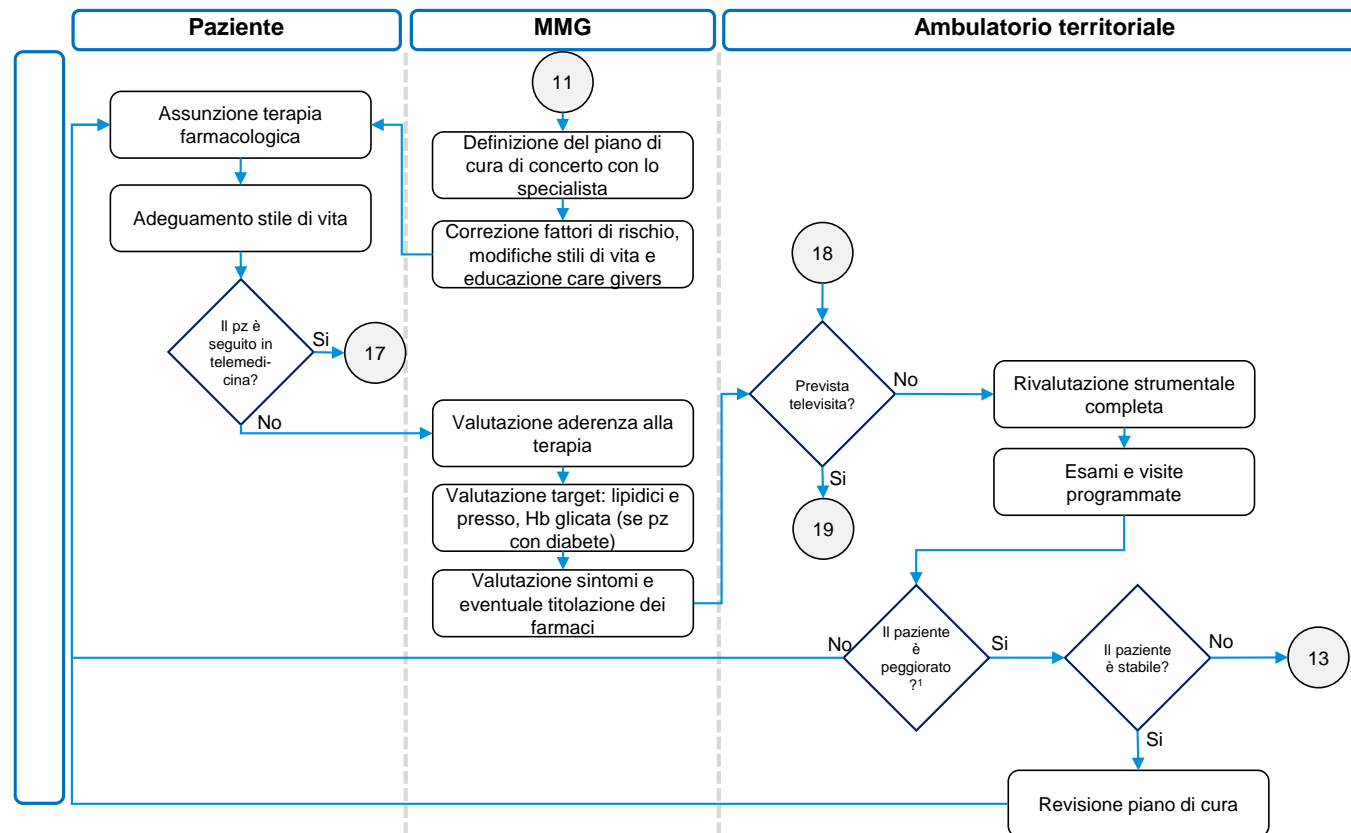 Paziente
MMG
Ambulatorio territoriale
11
Assunzione terapia
farmacologica
Definizione del piano di
cura di concerto con lo
specialista
Adeguamento stile di vita
Correzione fattori di rischio,
modifiche stili di vita e
educazione care givers
18
Il pz è
seguito in
telemedi-
cina?
Si
17
No
Prevista
televisita?
No
Rivalutazione strumentale
completa
Valutazione aderenza alla
terapia
Si
19
Esami e visite
programmate
Valutazione target: lipidici e
presso, Hb glicata (se pz
con diabete)
Valutazione sintomi e
eventuale titolazione dei
farmaci
No
Il paziente
è
peggiorato
?¹
Si
Il paziente
è stabile?
No
13
Si
Revisione piano di cura